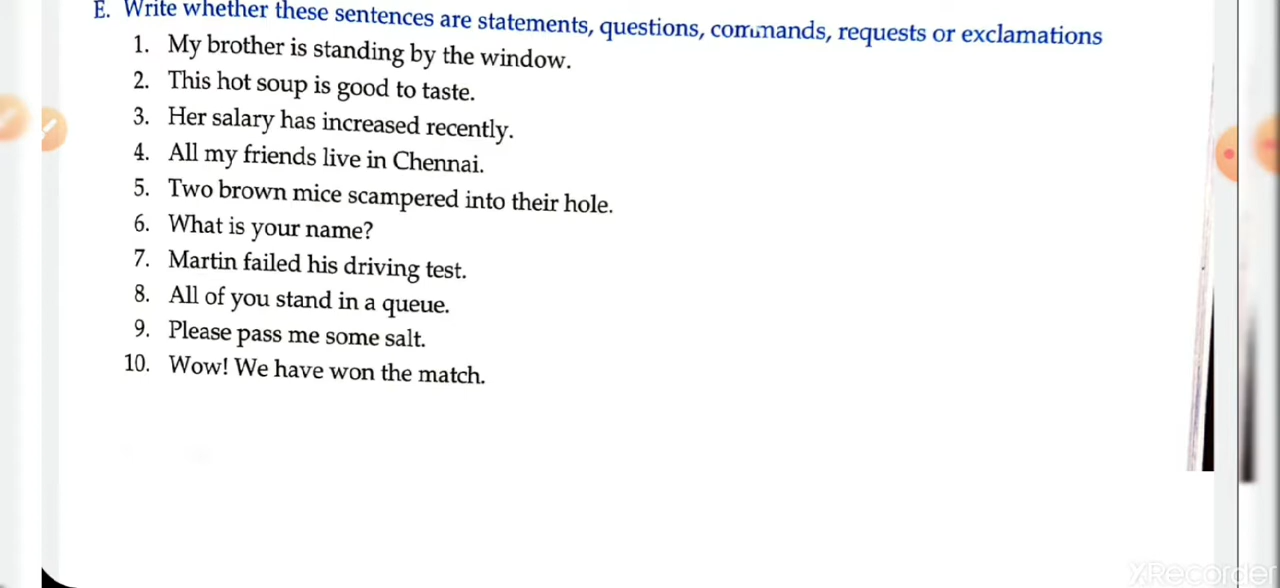 E. Write whether these sentences are statements, questions, commands, requests or exclamations
1. My brother is standing by the window.
2. This hot soup is good to taste.
3. Her salary has increased recently.
4. All my friends live in Chennai.
5. Two brown mice scampered into their hole.
6. What is your name?
7. Martin failed his driving test.
8. All of you stand in a queue.
9. Please pass me some salt.
10. Wow! We have won the match.
XRecorder